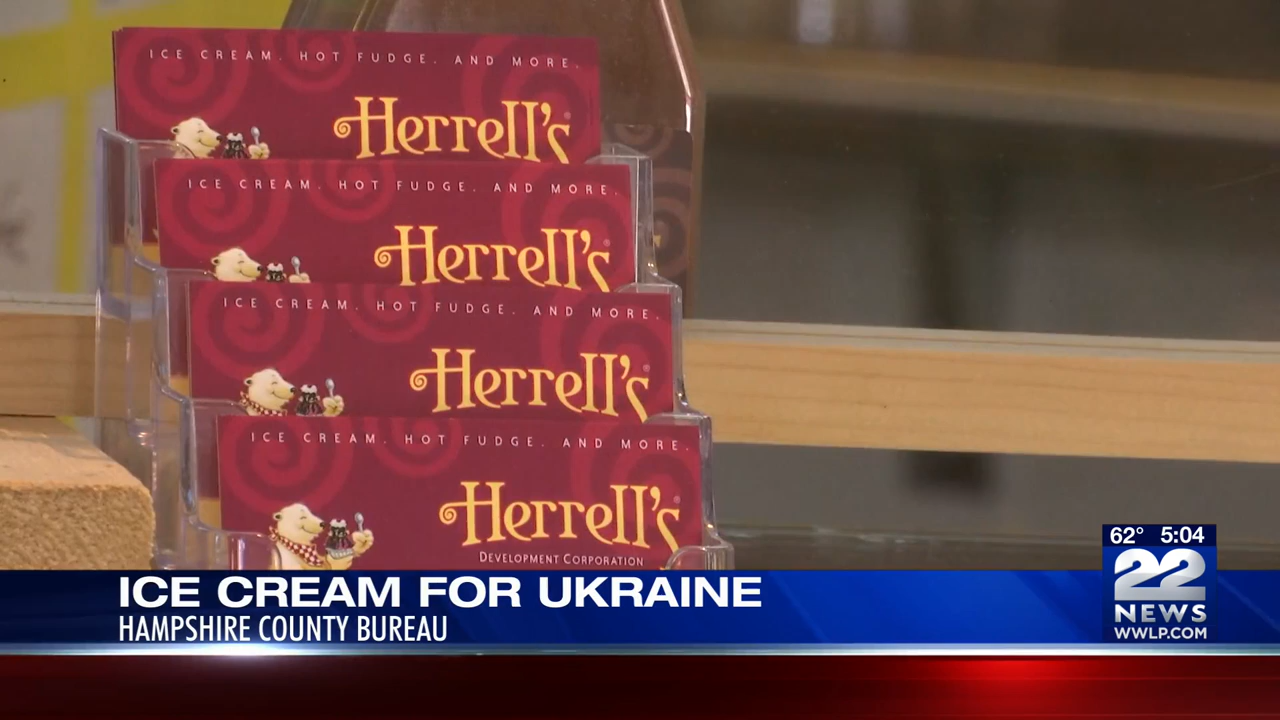 ICE CREAM. HOT FUDGE. AND MORE.
Herrell's
ICE CREAM. HOT FUDGE. AND MORE.
Herrell's
ICE CREAM. HOT FUDGE. AND MORE.
Herrell's
ICE CREAM. HOT FUDGE. AND MORE.
Herrell's
DEVELOPMENT CORPORATION
62° 5:04
22
NEWS
WWLP.COM
ICE CREAM FOR UKRAINE
HAMPSHIRE COUNTY BUREAU